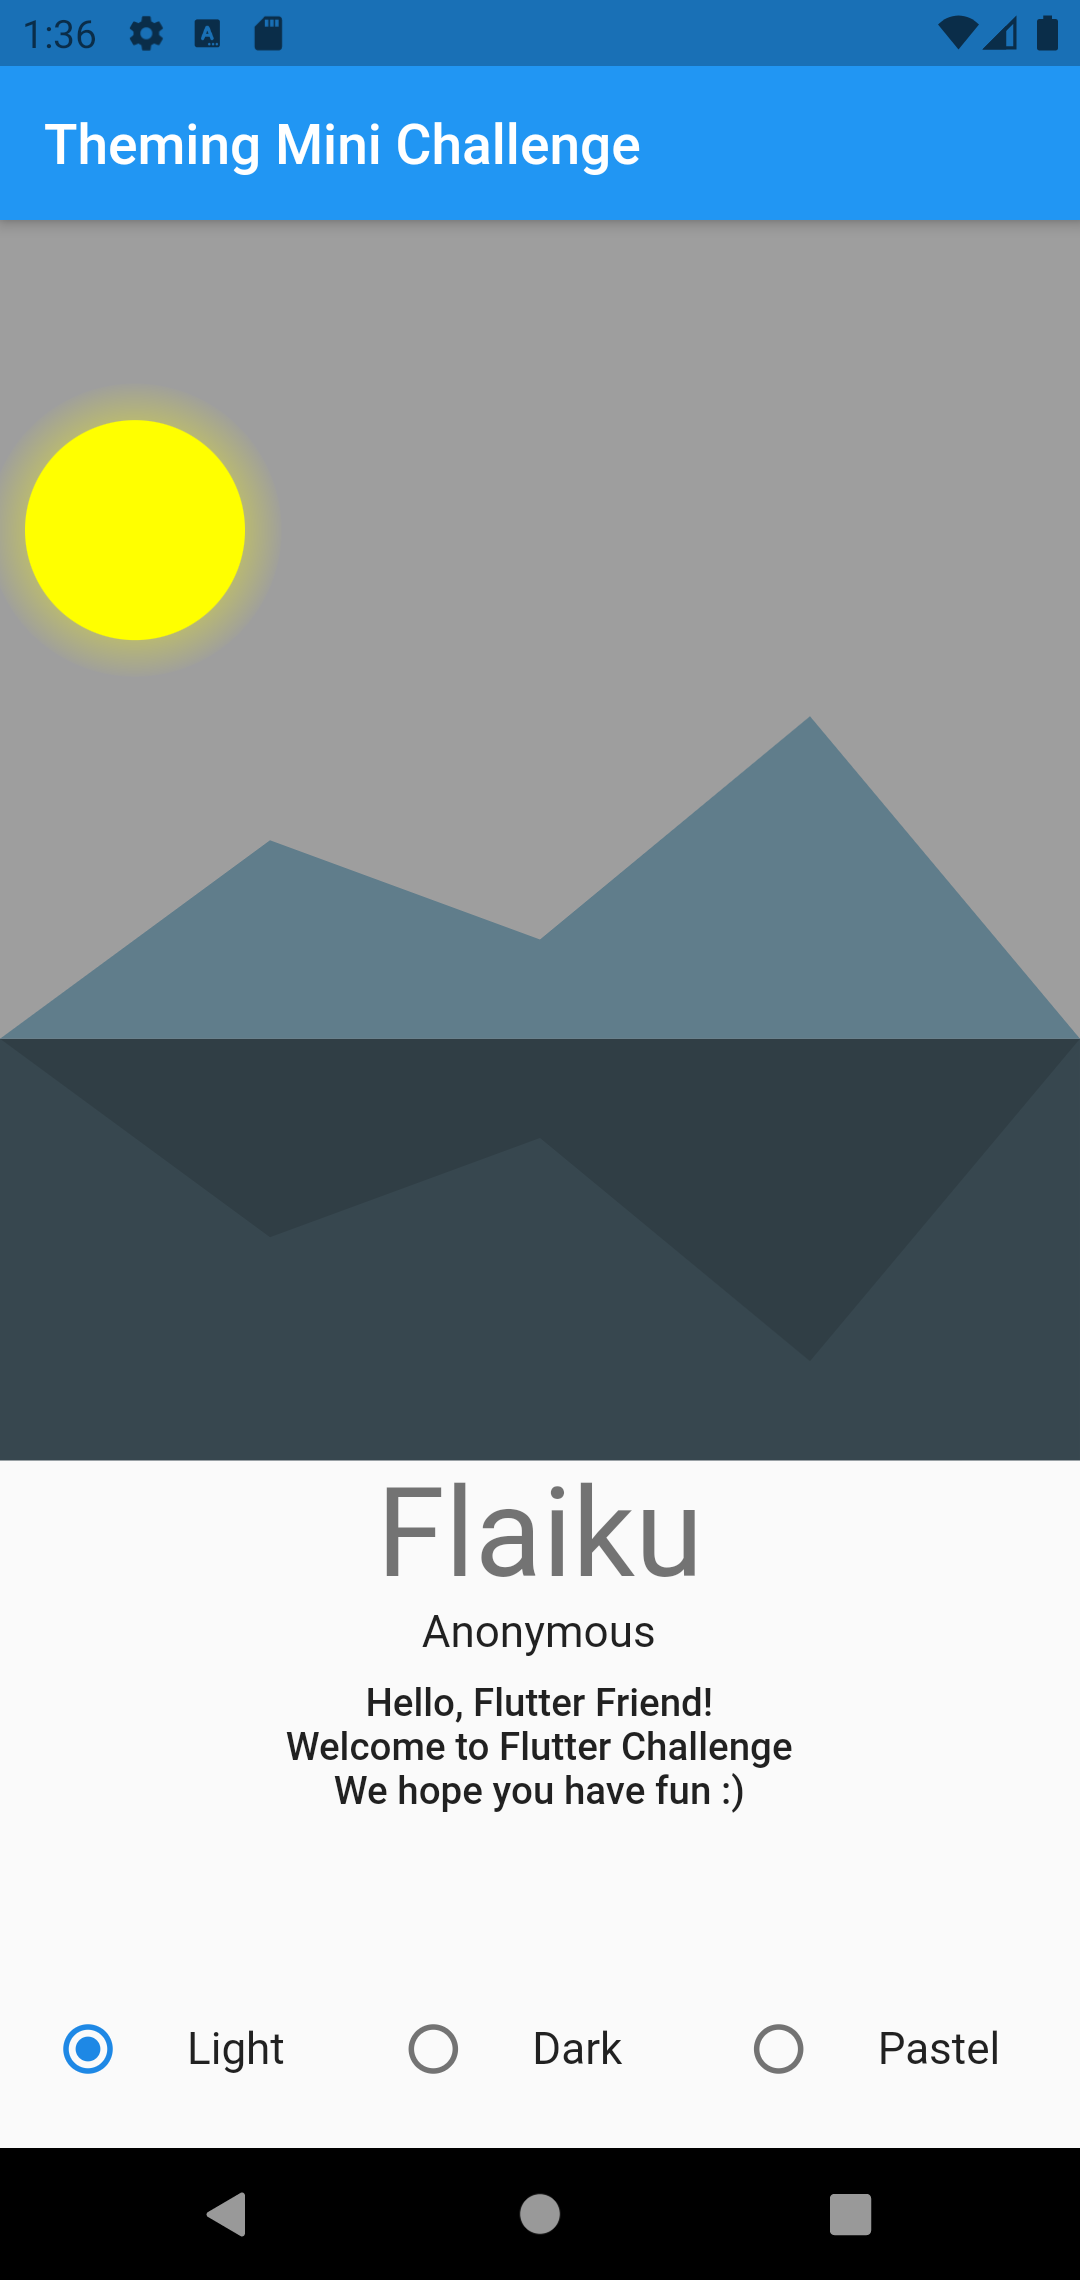 1:36
Theming Mini Challenge
Flaiku
Anonymous
Hello, Flutter Friend!
Welcome to Flutter Challenge
We hope you have fun :)
Light Dark Pastel